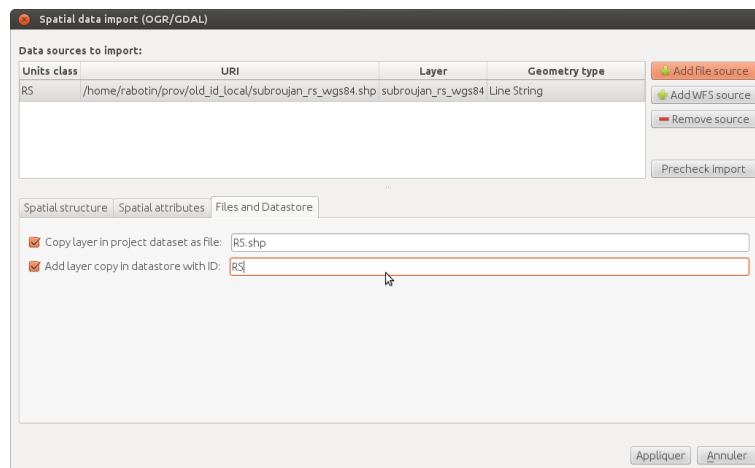 Spatial data import (OGR/GDAL)
Data sources to import:
Units class URI Layer Geometry type
RS /home/rabotin/prov/old_id_local/subroujan_rs_wgs84.shp subroujan_rs_wgs84 Line String
Add file source
Add WFS source
Remove source
Precheck import
Spatial structure Spatial attributes Files and Datastore
Copy layer in project dataset as file: RS.shp
Add layer copy in datastore with ID: RS
Appliquer Annuler